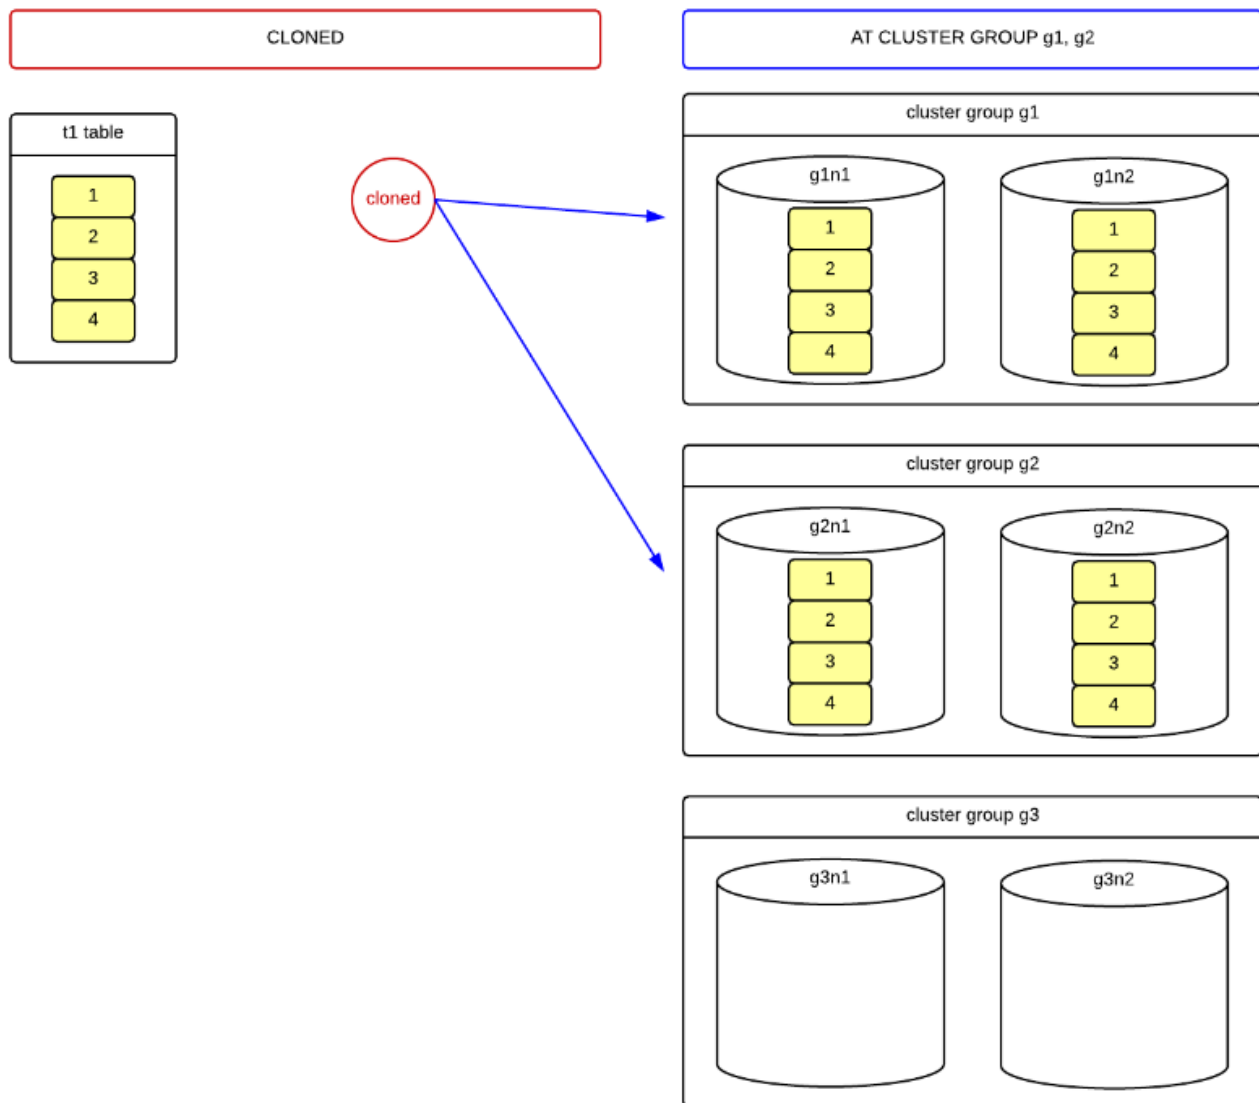 CLONED
AT CLUSTER GROUP g1, g2
t1 table
1
2
3
4
cloned
cluster group g1
g1n1
1
2
3
4
g1n2
1
2
3
4
cluster group g2
g2n1
1
2
3
4
g2n2
1
2
3
4
cluster group g3
g3n1
g3n2